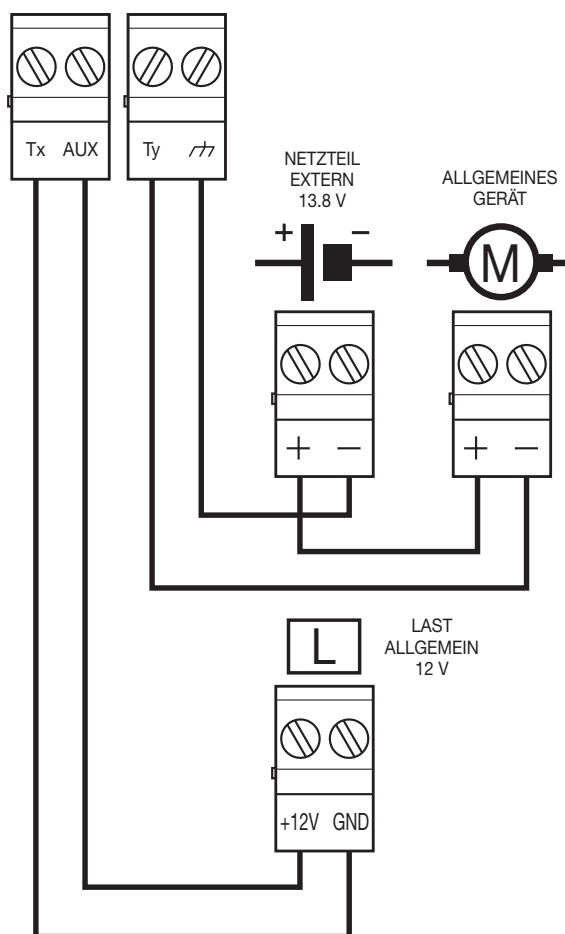 Tx AUX
Ty
NETZTEIL
EXTERN
13.8 V
+ −
ALLGEMEINES
GERÄT
M
+ −
+ −
L
LAST
ALLGEMEIN
12 V
+12V GND